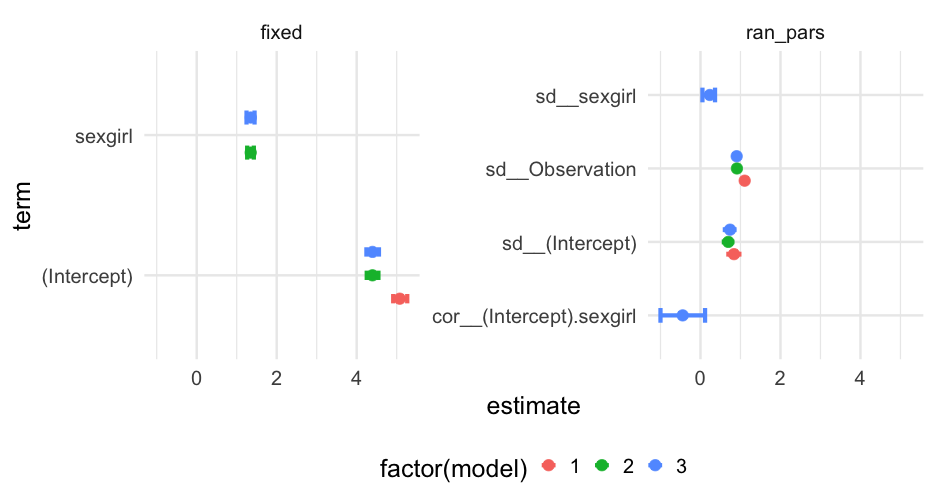 fixed
ran_pars
term
sexgirl
(Intercept)
sd__sexgirl
sd__Observation
sd__(Intercept)
cor__(Intercept).sexgirl
0 2 4
0 2 4
estimate
factor(model) 1 2 3